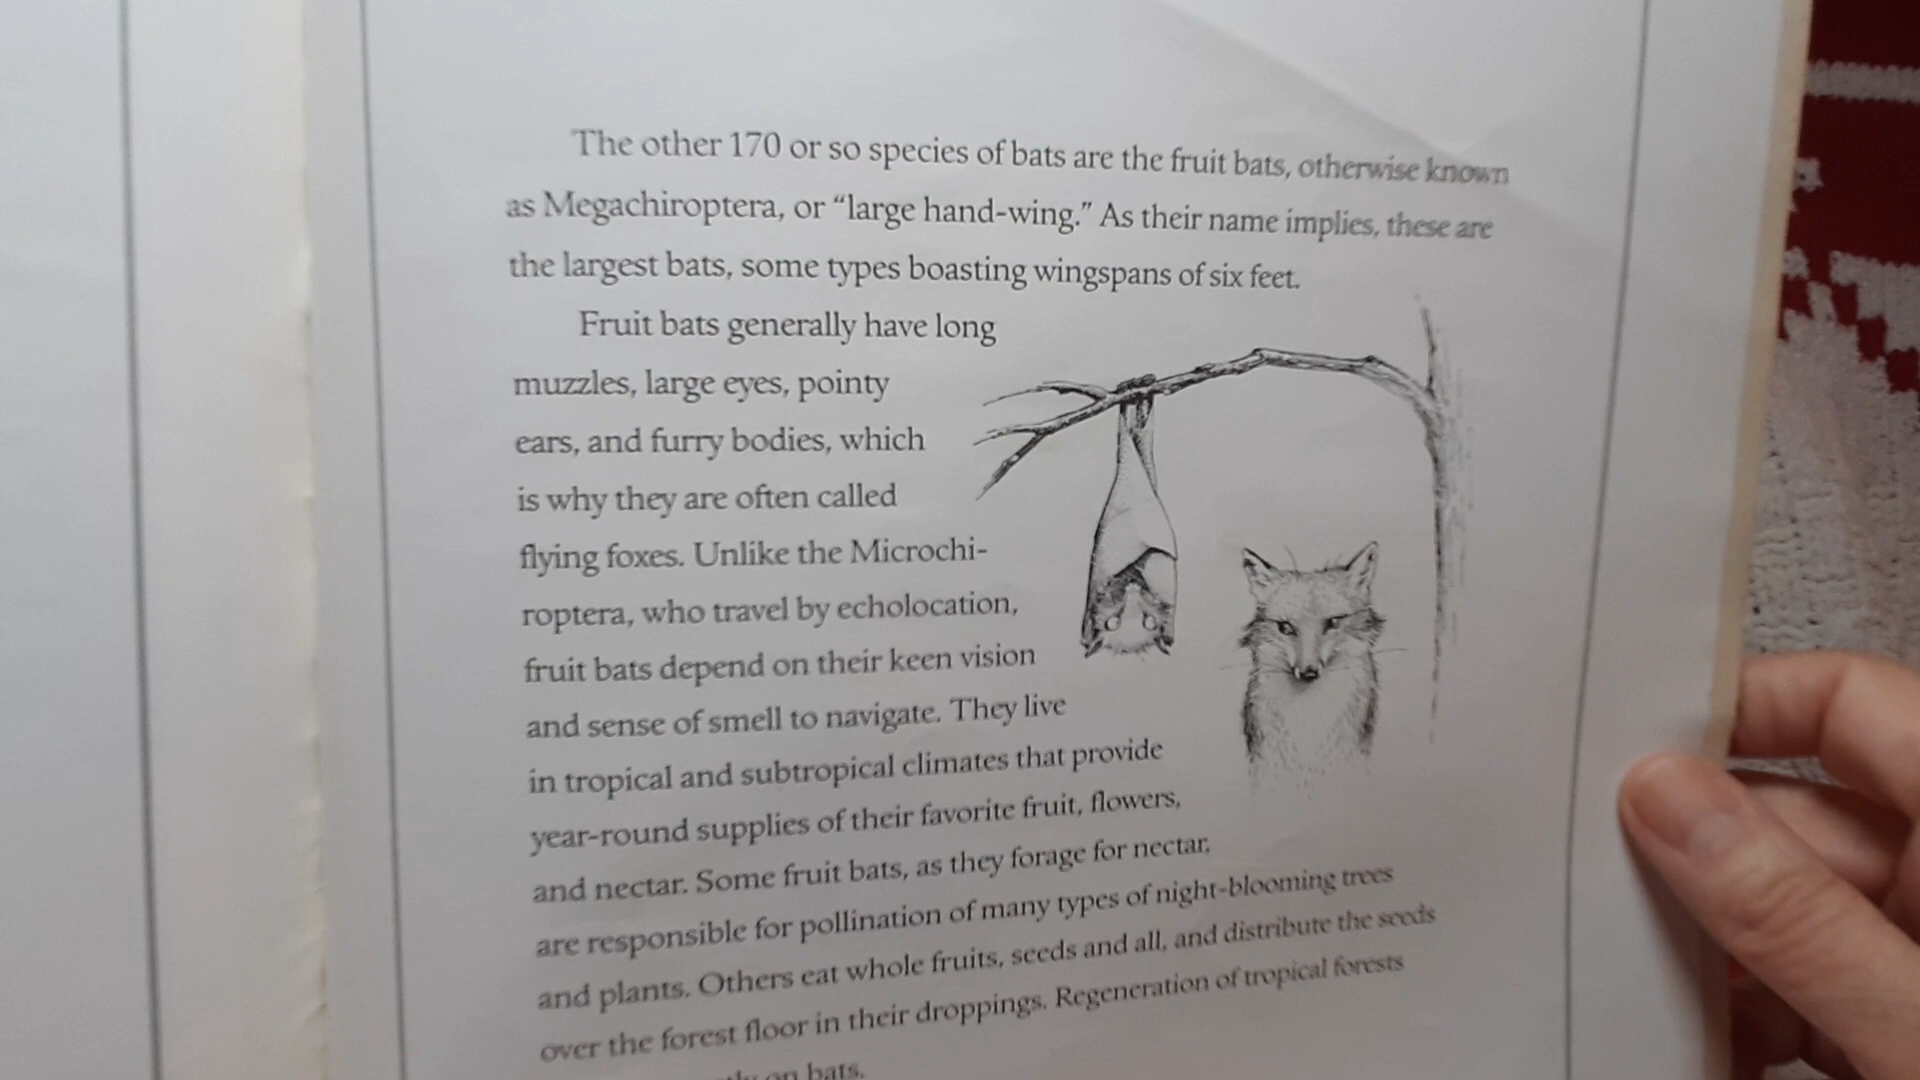 The other 170 or so species of bats are the fruit bats, otherwise known
as Megachiroptera, or “large hand-wing.” As their name implies, these are
the largest bats, some types boasting wingspans of six feet.
Fruit bats generally have long
muzzles, large eyes, pointy
ears, and furry bodies, which
is why they are often called
flying foxes. Unlike the Microchi-
roptera, who travel by echolocation,
fruit bats depend on their keen vision
and sense of smell to navigate. They live
in tropical and subtropical climates that provide
year-round supplies of their favorite fruit, flowers,
and nectar. Some fruit bats, as they forage for nectar,
are responsible for pollination of many types of night-blooming trees
and plants. Others eat whole fruits, seeds and all, and distribute the seeds
over the forest floor in their droppings. Regeneration of tropical forests
on bats.